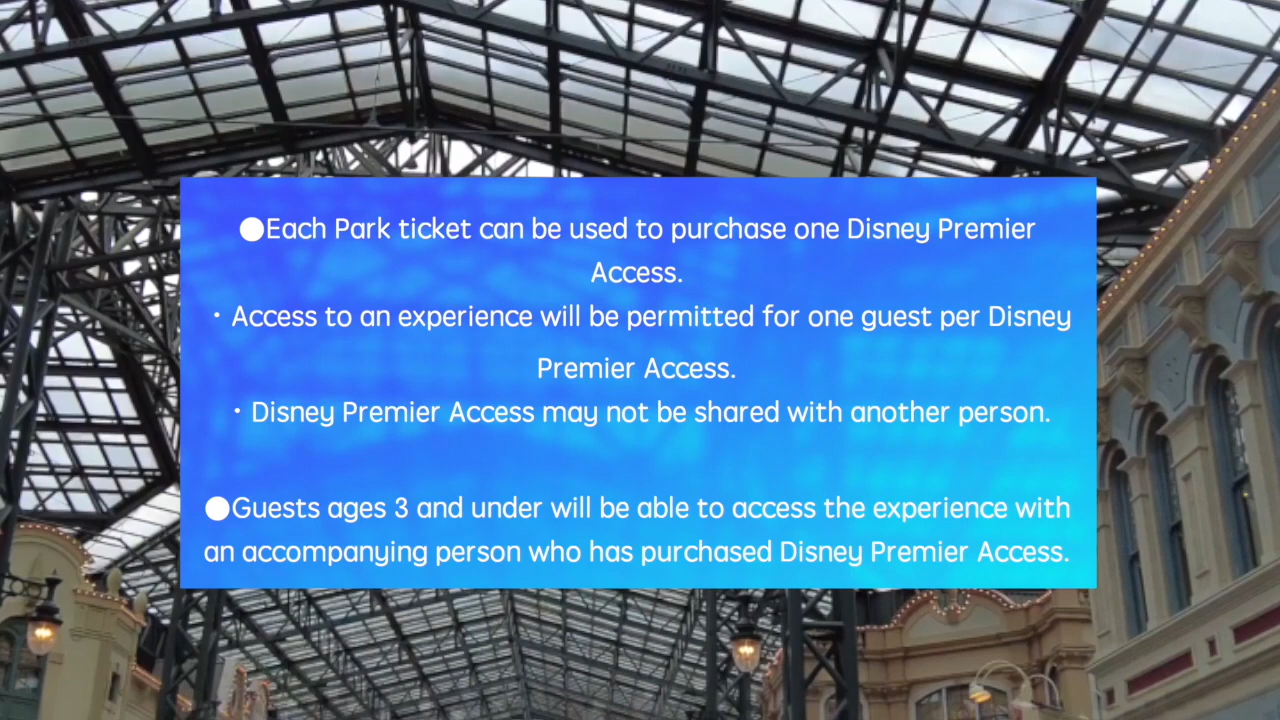 ●Each Park ticket can be used to purchase one Disney Premier
Access.
・Access to an experience will be permitted for one guest per Disney
Premier Access.
・Disney Premier Access may not be shared with another person.
●Guests ages 3 and under will be able to access the experience with
an accompanying person who has purchased Disney Premier Access.